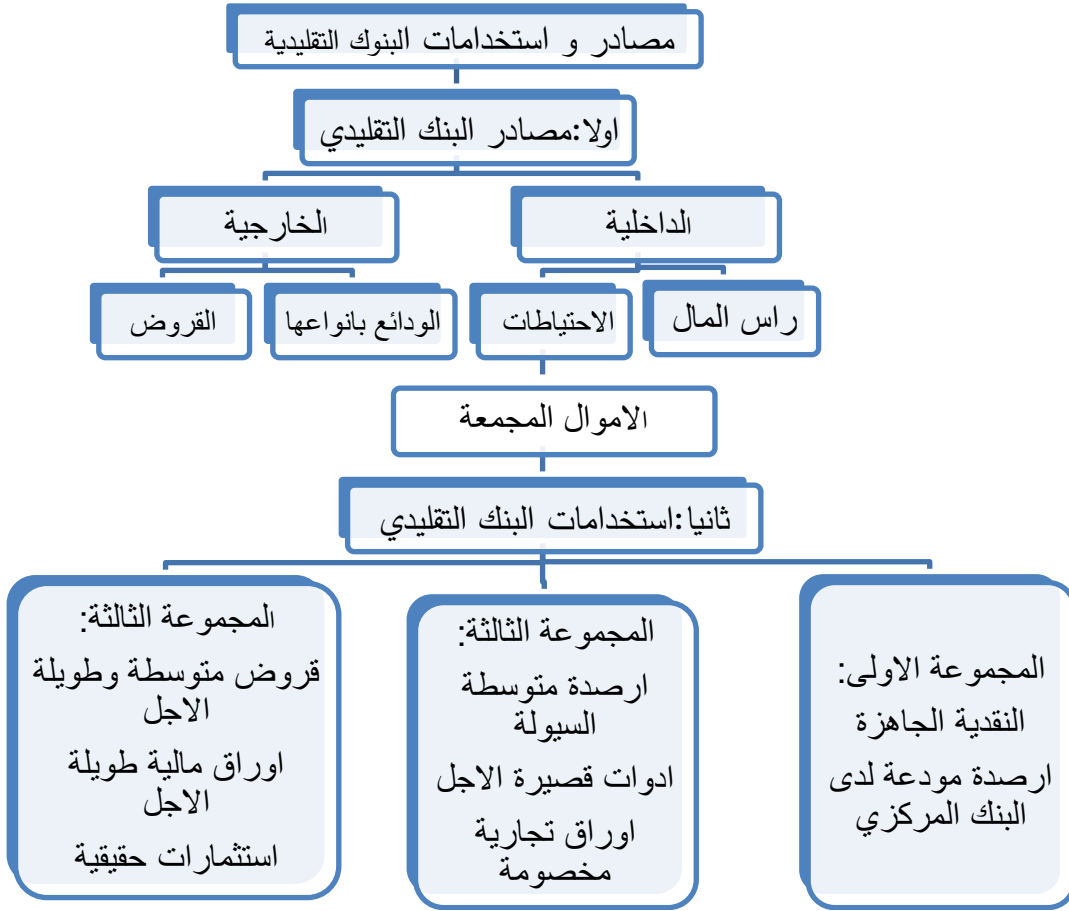 مصادر و استخدامات البنوك التقليدية
اولا:مصادر البنك التقليدي
الداخلية
الخارجية
راس المال
الاحتياطات
الودائع بانواعها
القروض
الاموال المجمعة
ثانيا:استخدامات البنك التقليدي
المجموعة الاولى:
النقدية الجاهزة
ارصدة مودعة لدى
البنك المركزي
المجموعة الثالثة:
ارصدة متوسطة
السيولة
ادوات قصيرة الاجل
اوراق تجارية
مخصومة
المجموعة الثالثة:
قروض متوسطة وطويلة
الاجل
اوراق مالية طويلة
الاجل
استثمارات حقيقية